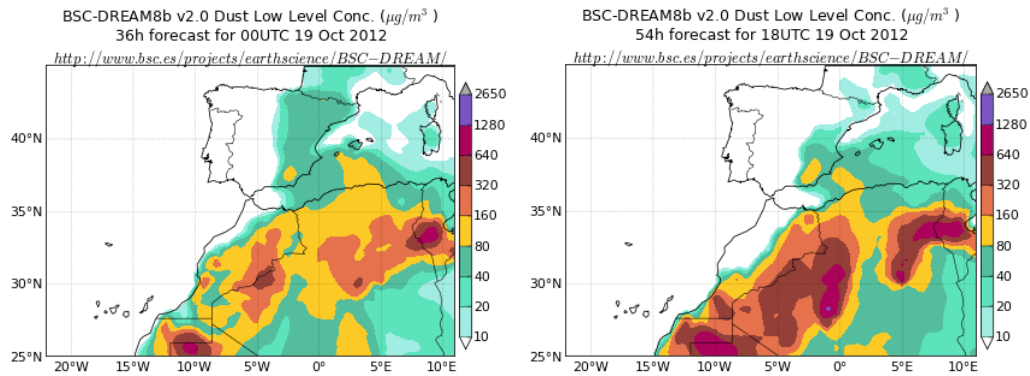 BSC-DREAM8b v2.0 Dust Low Level Conc. (μg/m³ )
36h forecast for 00UTC 19 Oct 2012
http://www.bsc.es/projects/earthscience/BSC−DREAM/
40°N
35°N
30°N
25°N
20°W
15°W
10°W
5°W
0°E
5°E
10°E
2650
1280
640
320
160
80
40
20
10
BSC-DREAM8b v2.0 Dust Low Level Conc. (μg/m³ )
54h forecast for 18UTC 19 Oct 2012
http://www.bsc.es/projects/earthscience/BSC−DREAM/
40°N
35°N
30°N
25°N
20°W
15°W
10°W
5°W
0°E
5°E
10°E
2650
1280
640
320
160
80
40
20
10